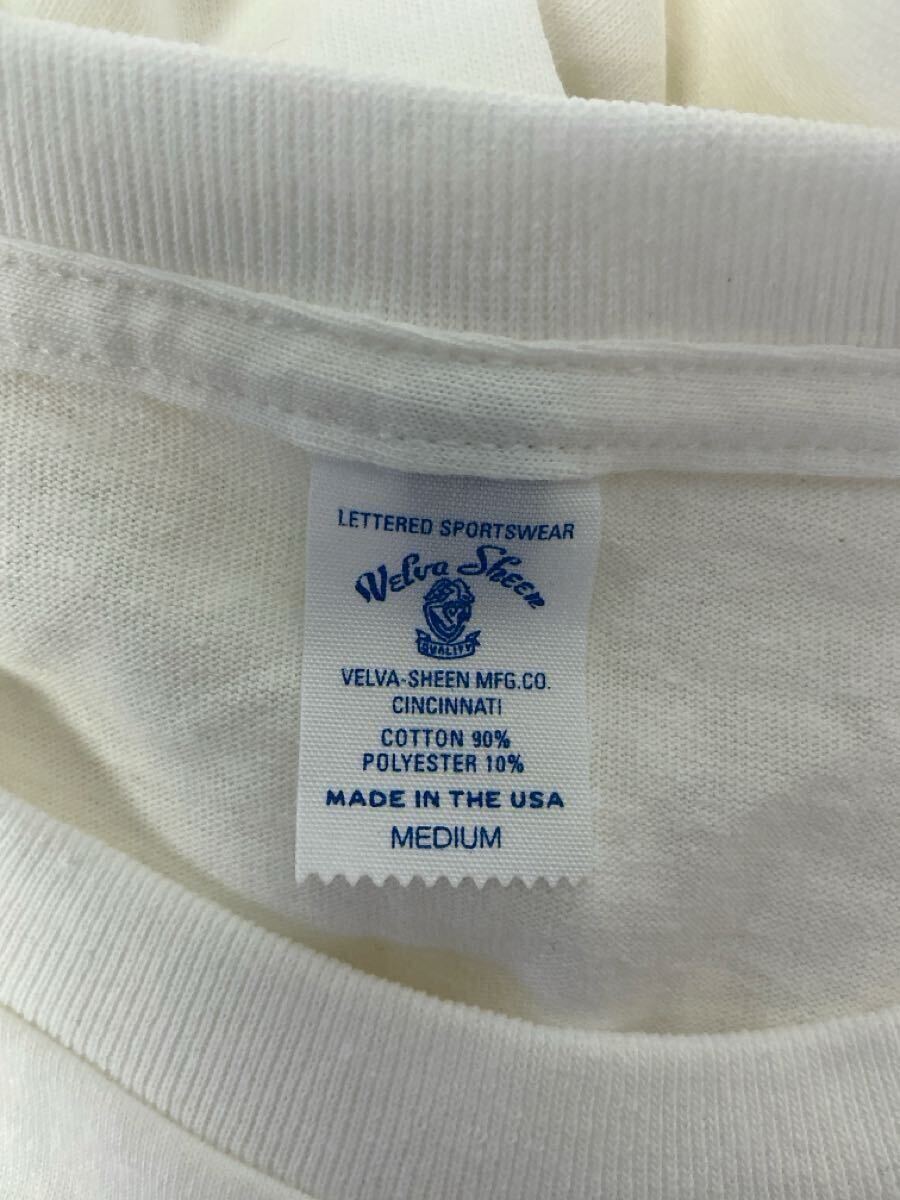 LETTERED SPORTSWEAR
Velva Sheen
QUALITY
VELVA-SHEEN MFG.CO.
CINCINNATI
COTTON 90%
POLYESTER 10%
MADE IN THE USA
MEDIUM